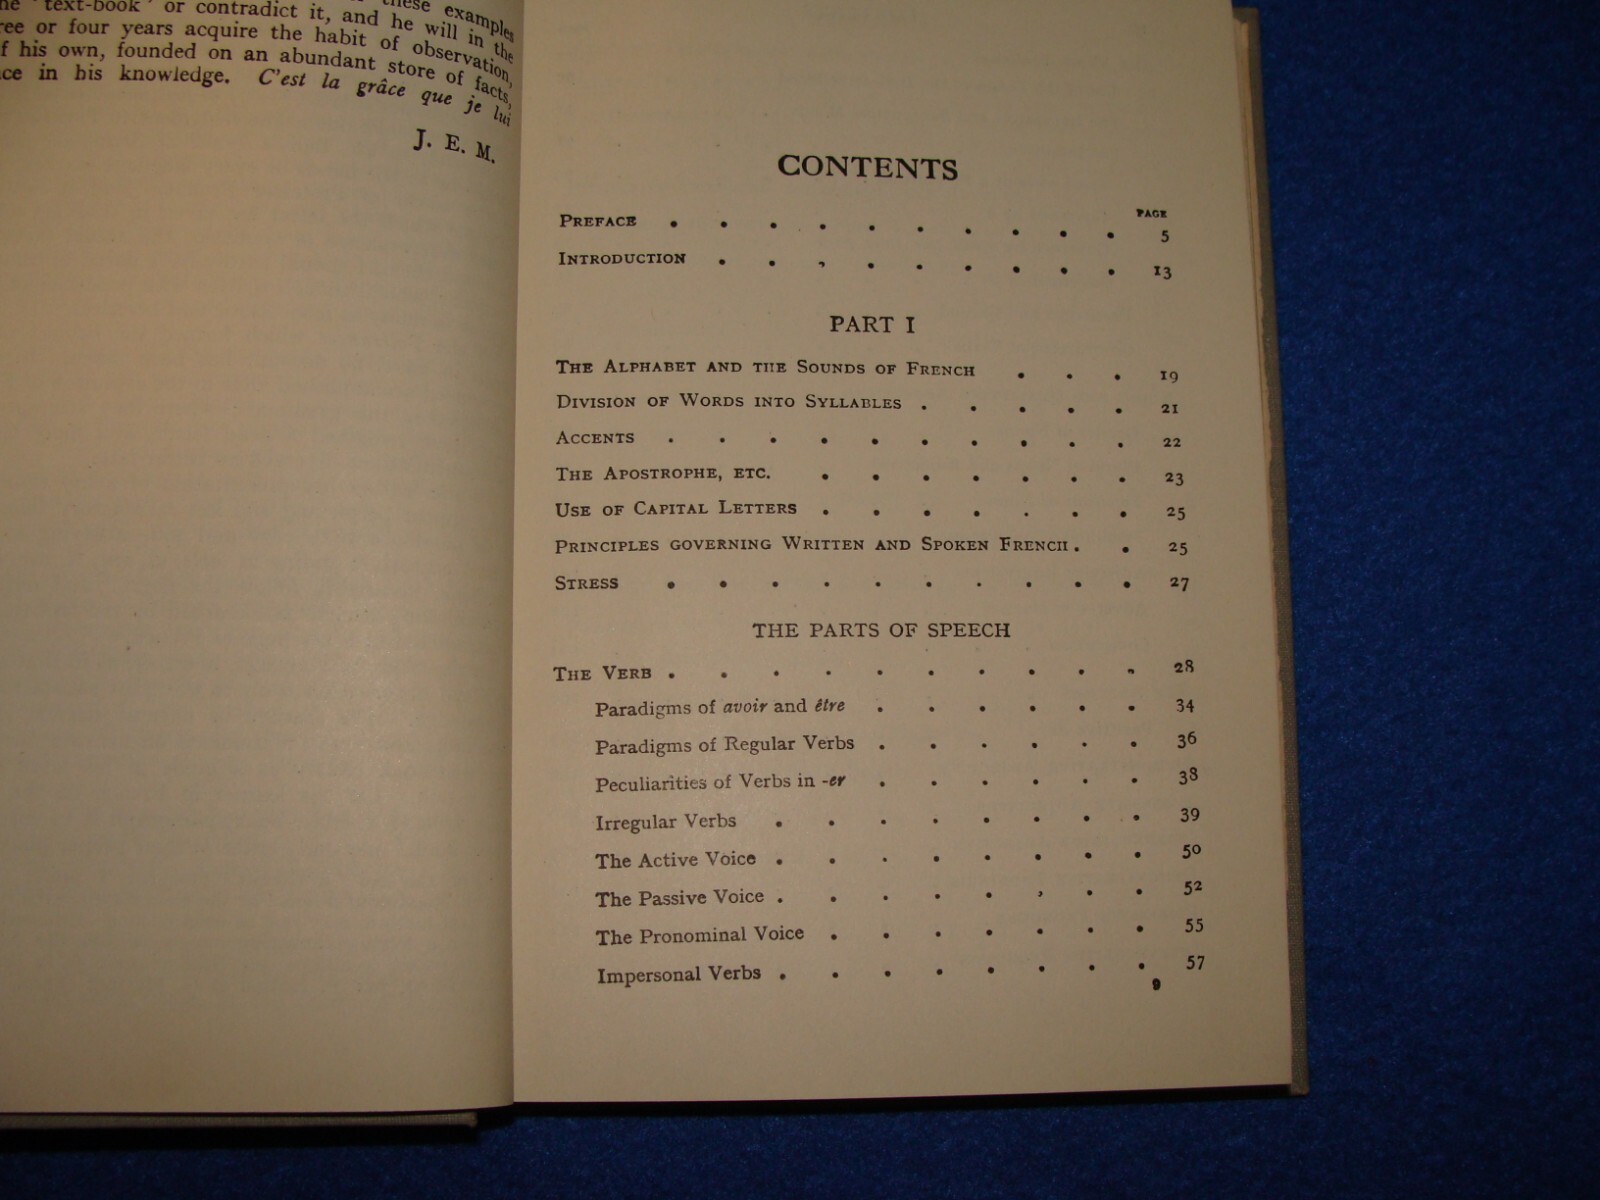 he 'text-book' or contradict it, and he will in the
these examples
ee or four years acquire the habit of observation,
f his own, founded on an abundant store of facts,
ce in his knowledge. C'est la grâce que je lui
J. E. M.
CONTENTS
PAGE
PREFACE . . . . . . . . . . 5
INTRODUCTION . . . . . . . . . 13
PART I
THE ALPHABET AND THE SOUNDS OF FRENCH . . . 19
DIVISION OF WORDS INTO SYLLABLES . . . . . 21
ACCENTS . . . . . . . . . . 22
THE APOSTROPHE, ETC. . . . . . . . 23
USE OF CAPITAL LETTERS . . . . . . . 25
PRINCIPLES GOVERNING WRITTEN AND SPOKEN FRENCH . . 25
STRESS . . . . . . . . . . 27
THE PARTS OF SPEECH
THE VERB . . . . . . . . . . 28
Paradigms of avoir and être . . . . . . 34
Paradigms of Regular Verbs . . . . . . 36
Peculiarities of Verbs in -er . . . . . . 38
Irregular Verbs . . . . . . . . 39
The Active Voice . . . . . . . . 50
The Passive Voice . . . . . . . . 52
The Pronominal Voice . . . . . . . 55
Impersonal Verbs . . . . . . . . 57
9